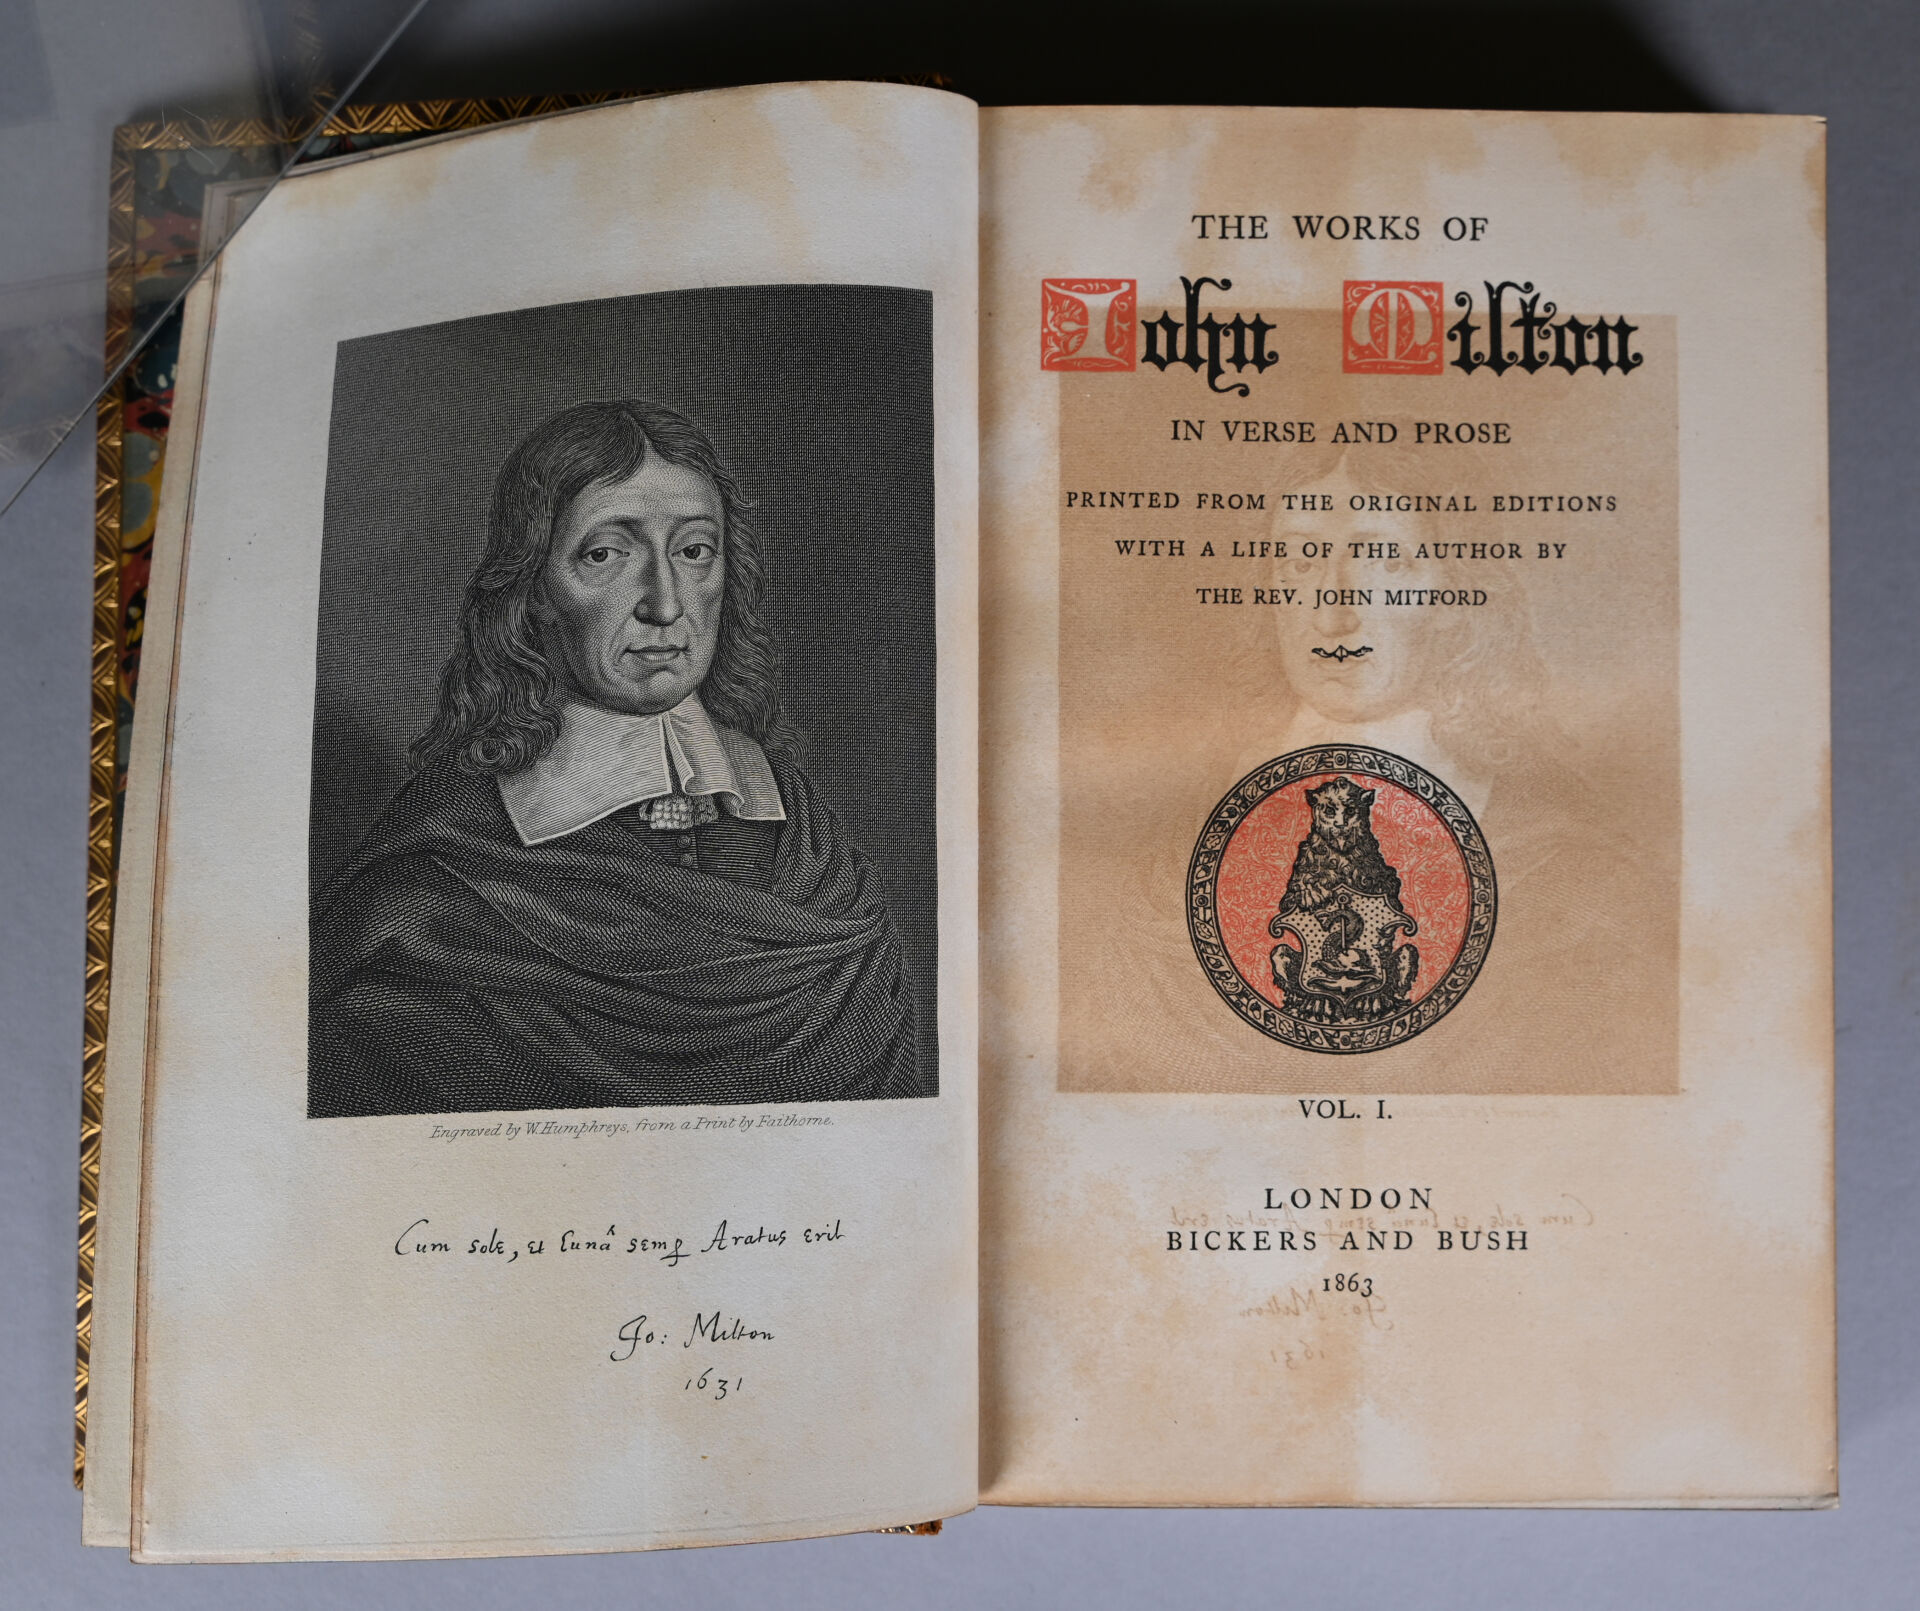 Engraved by W. Humphreys, from a Print by Faithorne.
Cum sole, et lunâ semp Aratus erit
Jo: Milton
1631
THE WORKS OF
John Milton
IN VERSE AND PROSE
PRINTED FROM THE ORIGINAL EDITIONS
WITH A LIFE OF THE AUTHOR BY
THE REV. JOHN MITFORD
VOL. I.
LONDON
BICKERS AND BUSH
1863